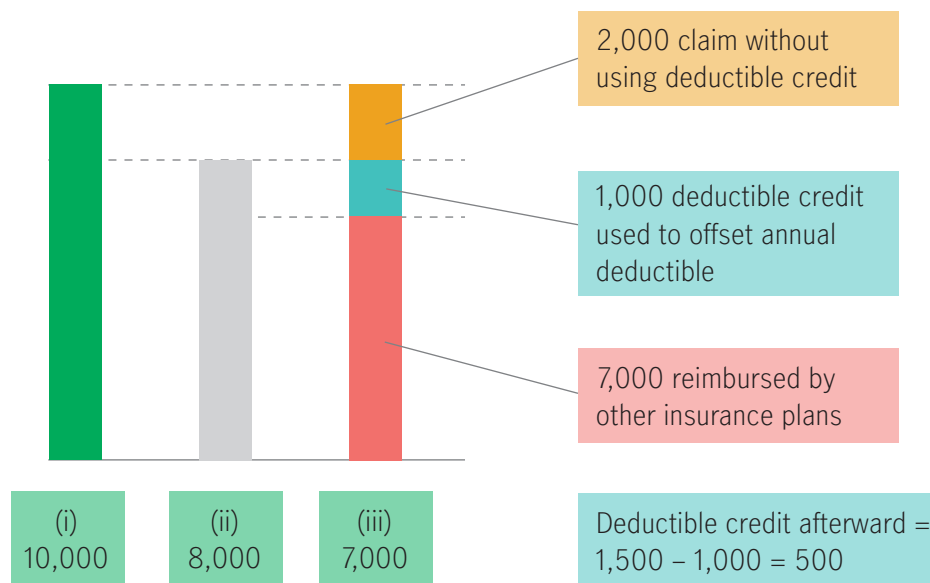 2,000 claim without
using deductible credit
1,000 deductible credit
used to offset annual
deductible
7,000 reimbursed by
other insurance plans
(i)
10,000
(ii)
8,000
(iii)
7,000
Deductible credit afterward =
1,500 – 1,000 = 500